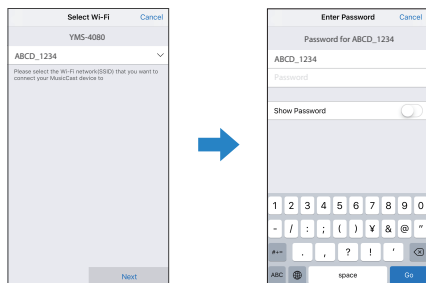 Select Wi-Fi Cancel
YMS-4080
ABCD_1234
Please select the Wi-Fi network(SSID) that you want to
connect your MusicCast device to
Next
Enter Password Cancel
Password for ABCD_1234
ABCD_1234
Password
Show Password
1 2 3 4 5 6 7 8 9 0
- / : ; ( ) ¥ & @ "
#+= . , ? ! '
ABC space Go